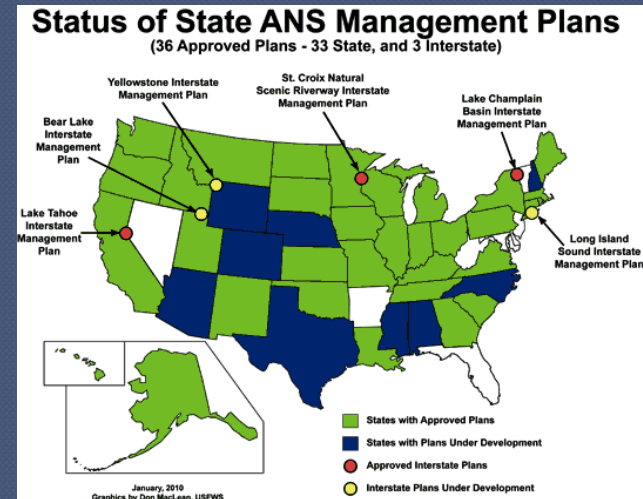 Status of State ANS Management Plans
(36 Approved Plans - 33 State, and 3 Interstate)
Yellowstone Interstate
Management Plan
St. Croix Natural
Scenic Riverway Interstate
Management Plan
Lake Champlain
Basin Interstate
Management Plan
Bear Lake
Interstate
Management
Plan
Lake Tahoe
Interstate
Management
Plan
Long Island
Sound Interstate
Management Plan
States with Approved Plans
States with Plans Under Development
Approved Interstate Plans
Interstate Plans Under Development
January, 2010
Graphics by Don MacLean, USFWS